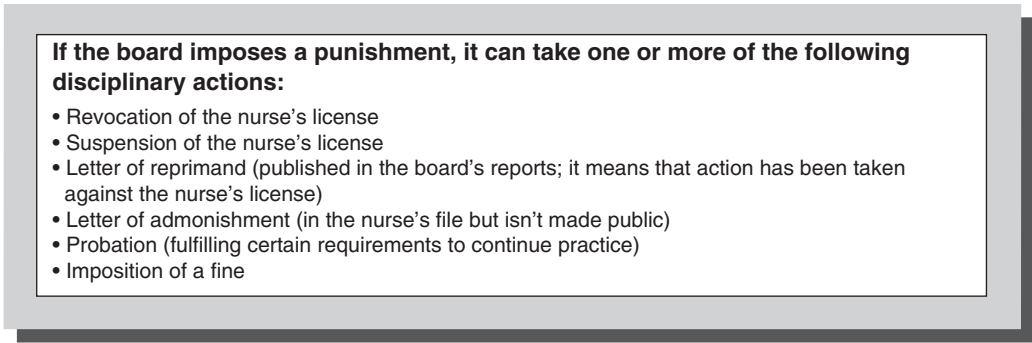 If the board imposes a punishment, it can take one or more of the following
disciplinary actions:
• Revocation of the nurse’s license
• Suspension of the nurse’s license
• Letter of reprimand (published in the board’s reports; it means that action has been taken
against the nurse’s license)
• Letter of admonishment (in the nurse’s file but isn’t made public)
• Probation (fulfilling certain requirements to continue practice)
• Imposition of a fine